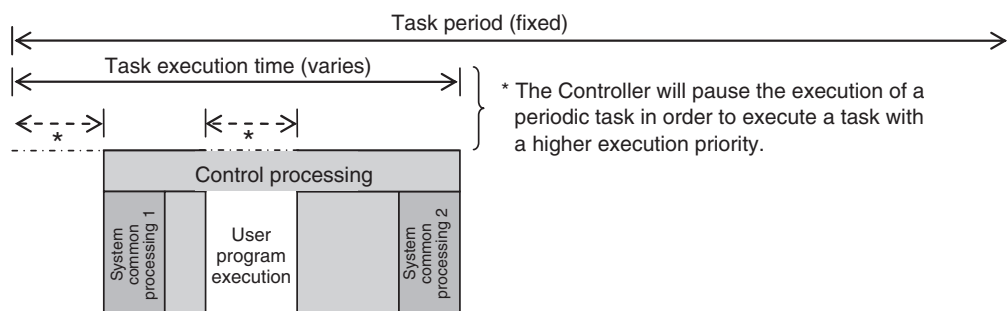 Task period (fixed)
Task execution time (varies)
*
*
* The Controller will pause the execution of a
periodic task in order to execute a task with
a higher execution priority.
Control processing
System
common
processing 1
User
program
execution
System
common
processing 2